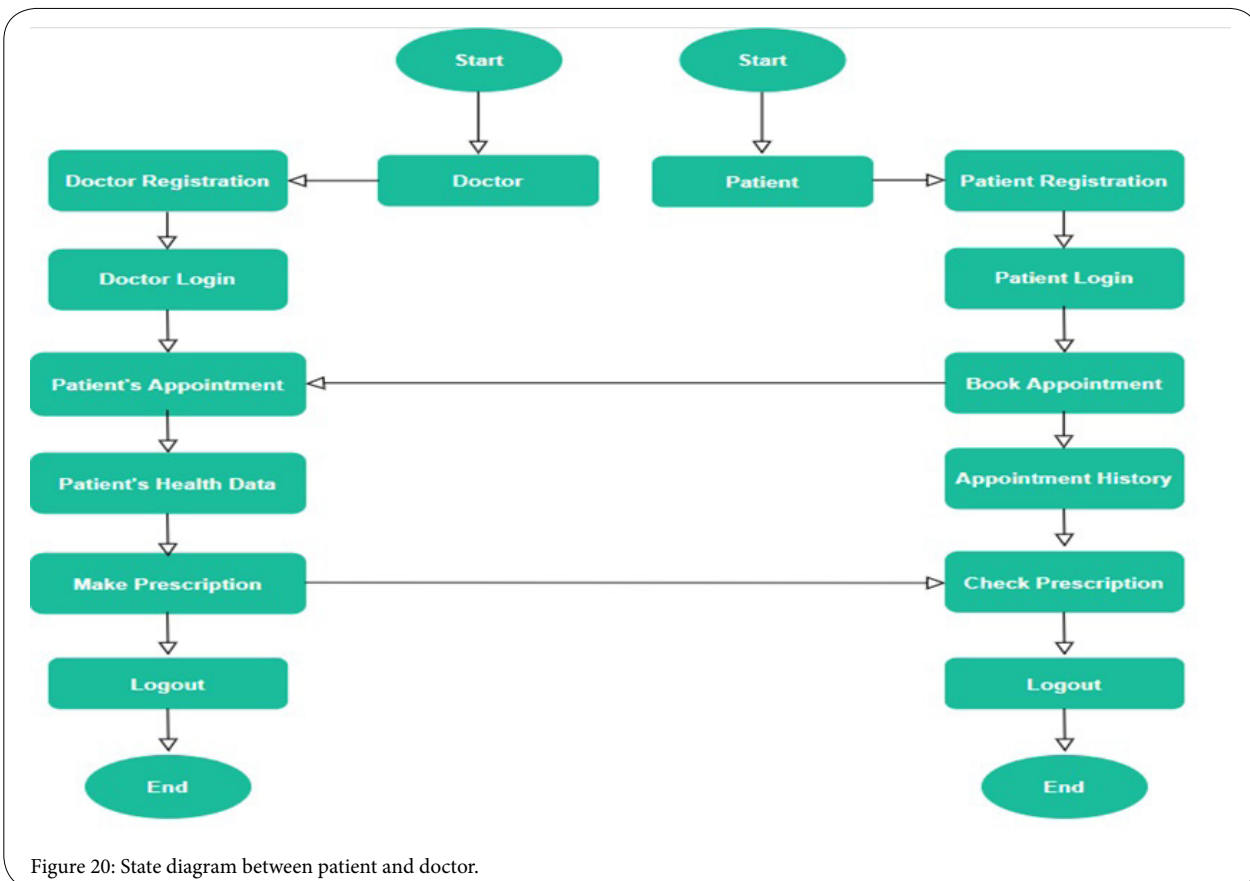 Start
Start
Doctor Registration
Doctor
Patient
Patient Registration
Doctor Login
Patient Login
Patient's Appointment
Book Appointment
Patient's Health Data
Appointment History
Make Prescription
Check Prescription
Logout
Logout
End
End
Figure 20: State diagram between patient and doctor.